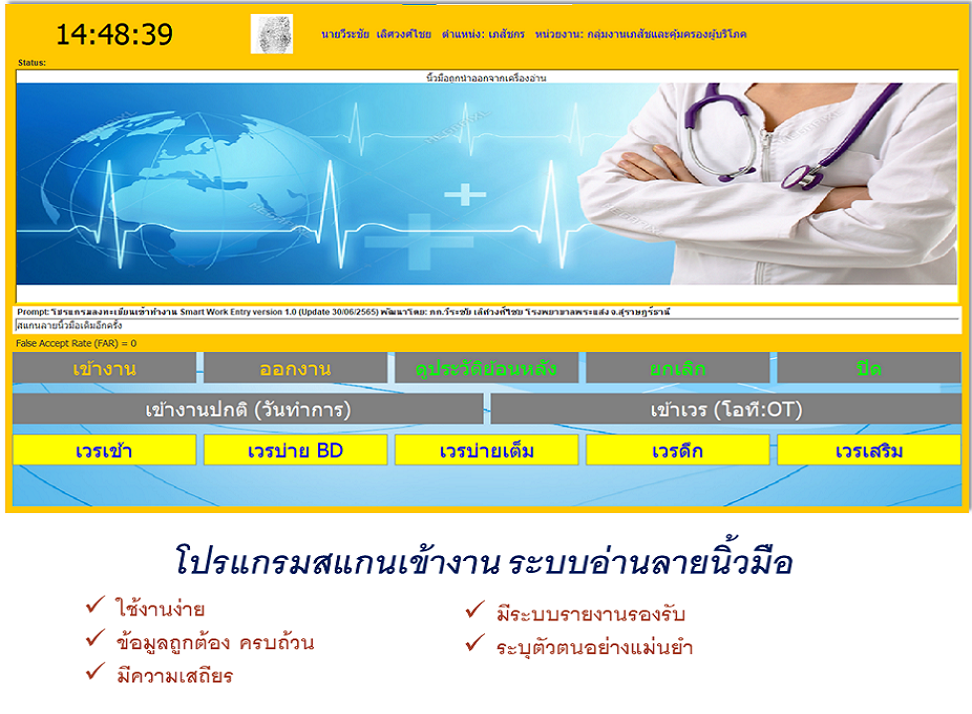 14:48:39
นายวีระชัย เลิศวงศ์ไชย ตำแหน่ง: เภสัชกร หน่วยงาน: กลุ่มงานเภสัชและคุ้มครองผู้บริโภค
Status:
นิ้วมือถูกนำออกจากเครื่องอ่าน
Prompt: โปรแกรมลงทะเบียนเข้าทำงาน Smart Work Entry version 1.0 (Update 30/06/2565) พัฒนาโดย: ภก.วีระชัย เลิศวงศ์ไชย โรงพยาบาลพระแสง จ.สุราษฎร์ธานี
สแกนลายนิ้วมือเดิมอีกครั้ง
False Accept Rate (FAR) = 0
เข้างาน ออกงาน ดูประวัติย้อนหลัง ยกเลิก ปิด
เข้างานปกติ (วันทำการ) เข้าเวร (โอที:OT)
เวรเช้า เวรบ่าย BD เวรบ่ายเต็ม เวรดึก เวรเสริม
โปรแกรมสแกนเข้างาน ระบบอ่านลายนิ้วมือ
✓ ใช้งานง่าย
✓ ข้อมูลถูกต้อง ครบถ้วน
✓ มีความเสถียร
✓ มีระบบรายงานรองรับ
✓ ระบุตัวตนอย่างแม่นยำ